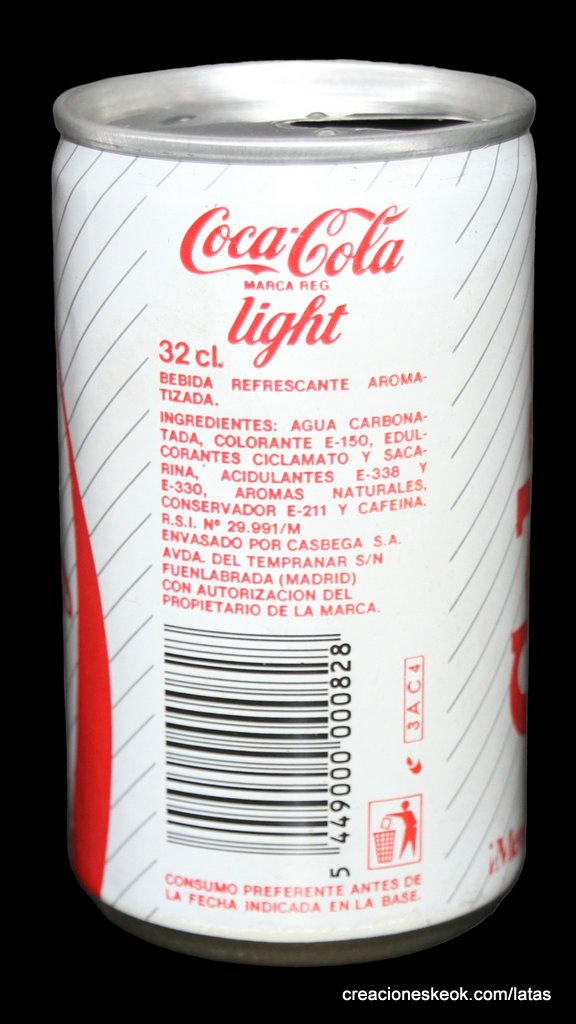 Coca-Cola
MARCA REG
light
32 cl.
BEBIDA REFRESCANTE AROMA-
TIZADA.
INGREDIENTES: AGUA CARBONA-
TADA, COLORANTE E-150, EDUL-
CORANTES CICLAMATO Y SACA-
RINA, ACIDULANTES E-338 Y
E-330, AROMAS NATURALES,
CONSERVADOR E-211 Y CAFEINA.
R.S.I. Nº 29.991/M
ENVASADO POR CASBEGA S.A.
AVDA. DEL TEMPRANAR S/N
FUENLABRADA (MADRID)
CON AUTORIZACION DEL
PROPIETARIO DE LA MARCA.
5 449000 000828
3AC4
CONSUMO PREFERENTE ANTES DE
LA FECHA INDICADA EN LA BASE.
creacioneskeok.com/latas